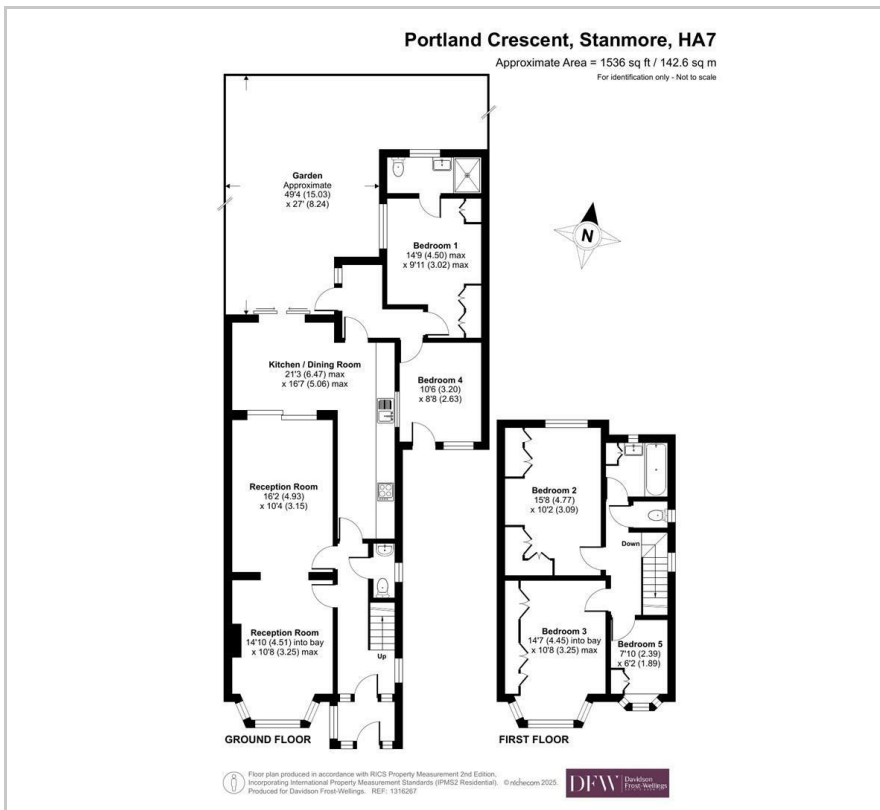 Portland Crescent, Stanmore, HA7
Approximate Area = 1536 sq ft / 142.6 sq m
For identification only - Not to scale
Garden
Approximate
49'4 (15.03)
x 27' (8.24)
N
Bedroom 1
14'9 (4.50) max
x 9'11 (3.02) max
Kitchen / Dining Room
21'3 (6.47) max
x 16'7 (5.06) max
Bedroom 4
10'6 (3.20)
x 8'8 (2.63)
Reception Room
16'2 (4.93)
x 10'4 (3.15)
Reception Room
14'10 (4.51) into bay
x 10'8 (3.25) max
Up
GROUND FLOOR
Bedroom 2
15'8 (4.77)
x 10'2 (3.09)
Down
Bedroom 3
14'7 (4.45) into bay
x 10'8 (3.25) max
Bedroom 5
7'10 (2.39)
x 6'2 (1.89)
FIRST FLOOR
Floor plan produced in accordance with RICS Property Measurement 2nd Edition,
Incorporating International Property Measurement Standards (IPMS2 Residential). © nichecom 2025.
Produced for Davidson Frost-Wellings. REF: 1316267
DFW
Davidson
Frost-Wellings